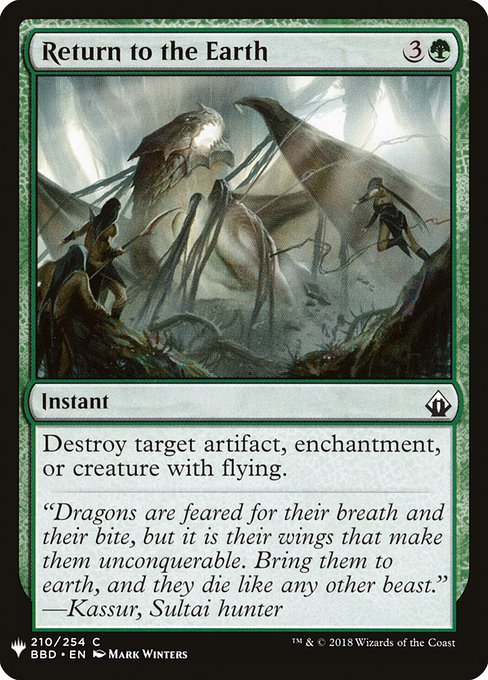 Return to the Earth 3
Instant
Destroy target artifact, enchantment,
or creature with flying.
“Dragons are feared for their breath and
their bite, but it is their wings that make
them unconquerable. Bring them to
earth, and they die like any other beast.”
—Kassur, Sultai hunter
210/254 C
BBD • EN Mark Winters
™ & © 2018 Wizards of the Coast